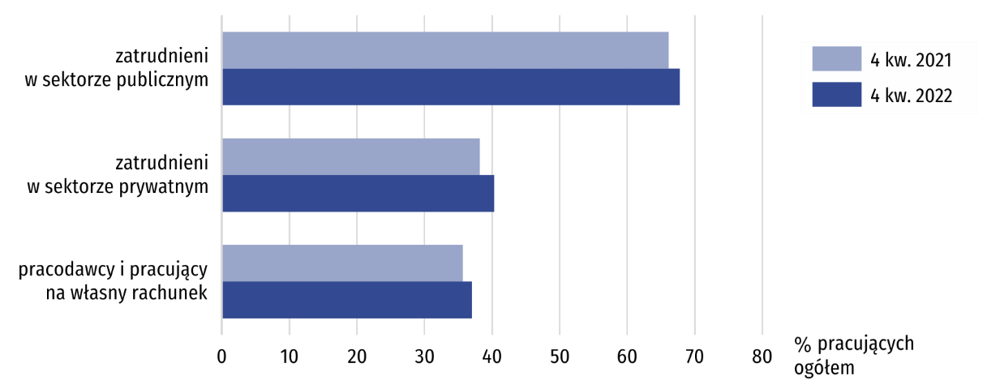 zatrudnieni
w sektorze publicznym
zatrudnieni
w sektorze prywatnym
pracodawcy i pracujący
na własny rachunek
0 10 20 30 40 50 60 70 80
% pracujących
ogółem
4 kw. 2021
4 kw. 2022